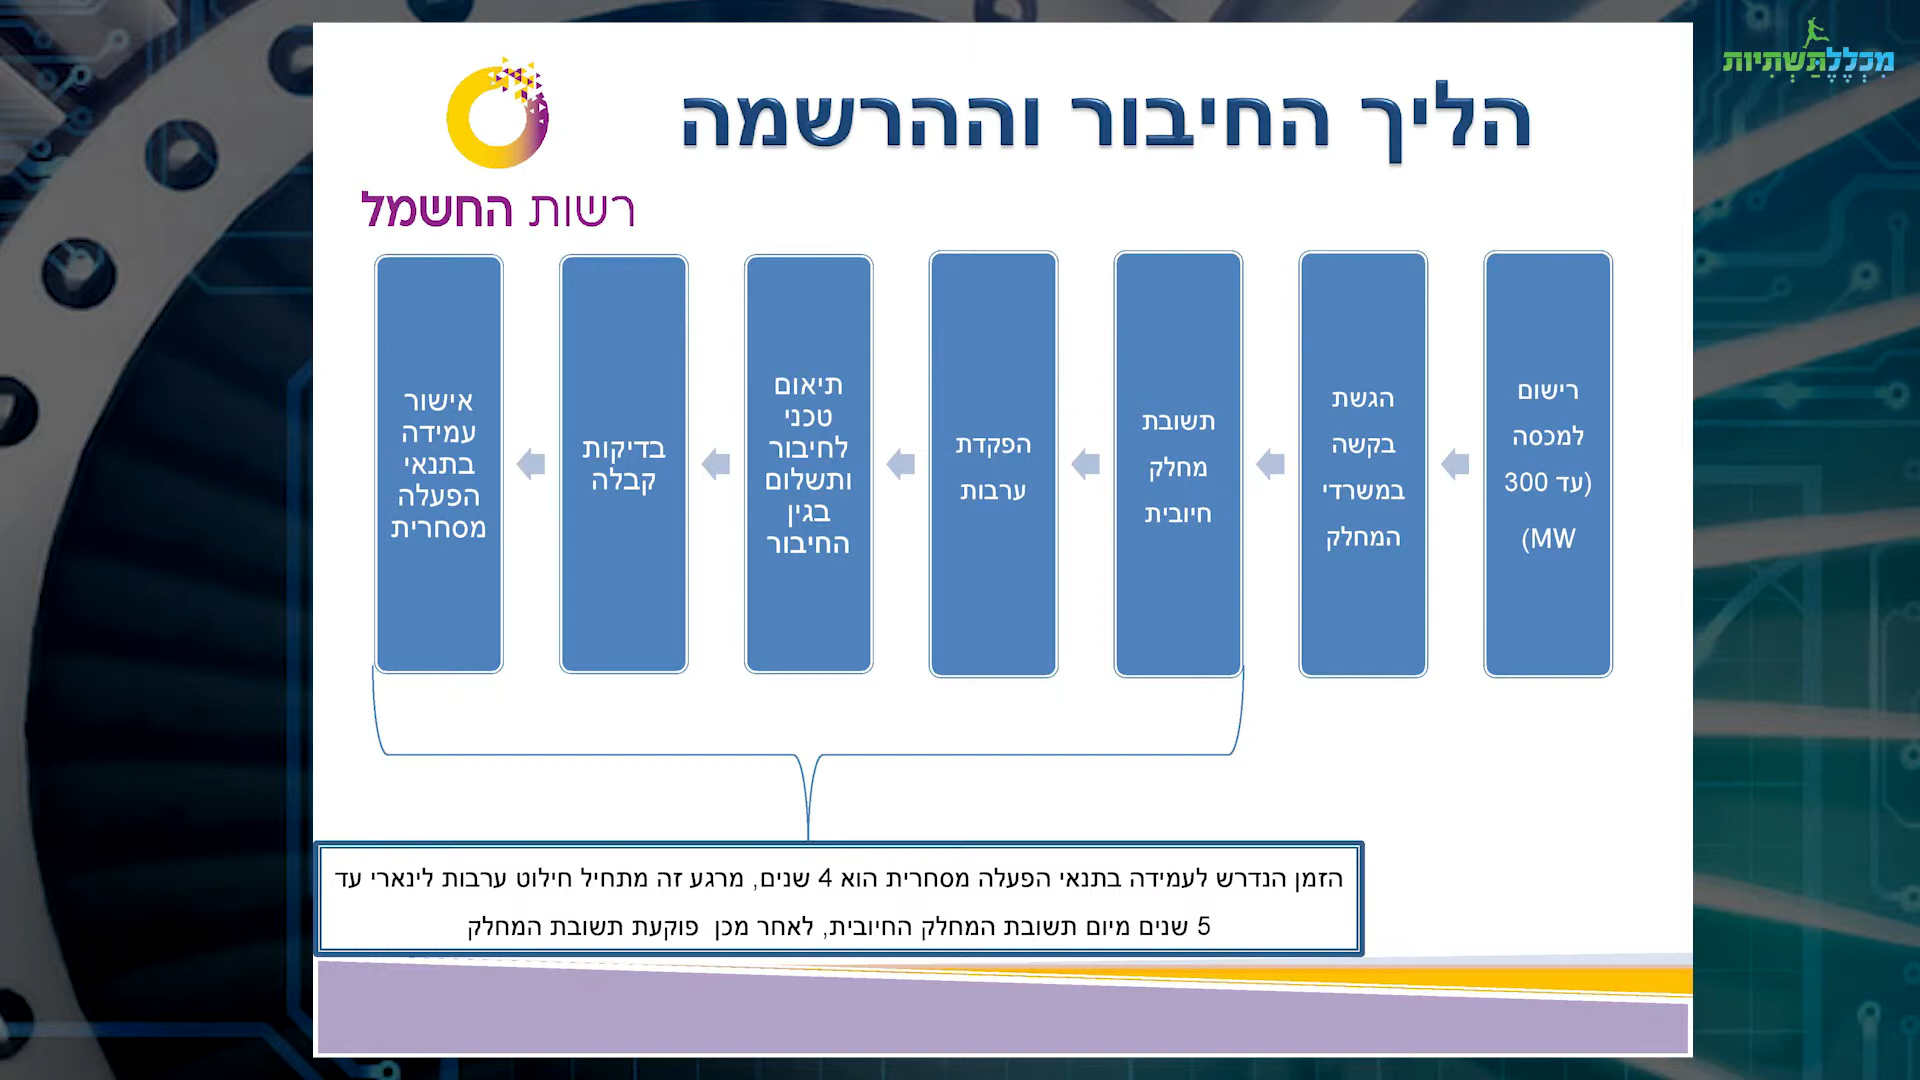 מכללתשתיות
הליך החיבור וההרשמה
רשות החשמל
רישום
למכסה
(עד 300
MW)
הגשת
בקשה
במשרדי
המחלק
תשובת
מחלק
חיובית
הפקדת
ערבות
תיאום
טכני
לחיבור
ותשלום
בגין
החיבור
בדיקות
קבלה
אישור
עמידה
בתנאי
הפעלה
מסחרית
הזמן הנדרש לעמידה בתנאי הפעלה מסחרית הוא 4 שנים, מרגע זה מתחיל חילוט ערבות לינארי עד
5 שנים מיום תשובת המחלק החיובית, לאחר מכן פוקעת תשובת המחלק